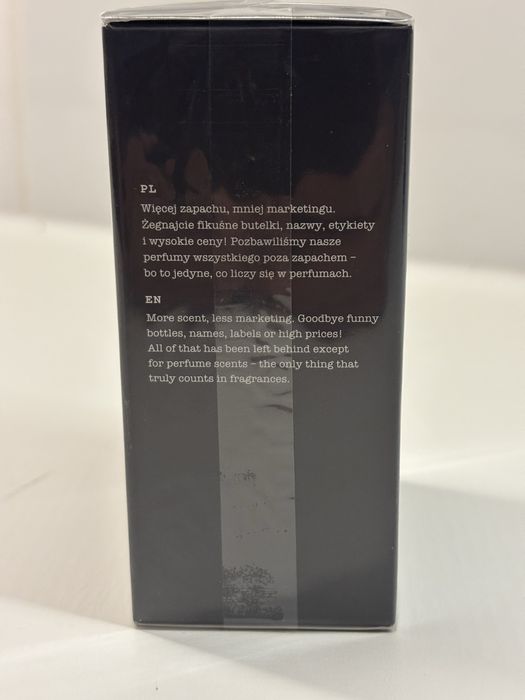 PL
Więcej zapachu, mniej marketingu.
Żegnajcie fikuśne butelki, nazwy, etykiety
i wysokie ceny! Pozbawiliśmy nasze
perfumy wszystkiego poza zapachem –
bo to jedyne, co liczy się w perfumach.
EN
More scent, less marketing. Goodbye funny
bottles, names, labels or high prices!
All of that has been left behind except
for perfume scents – the only thing that
truly counts in fragrances.